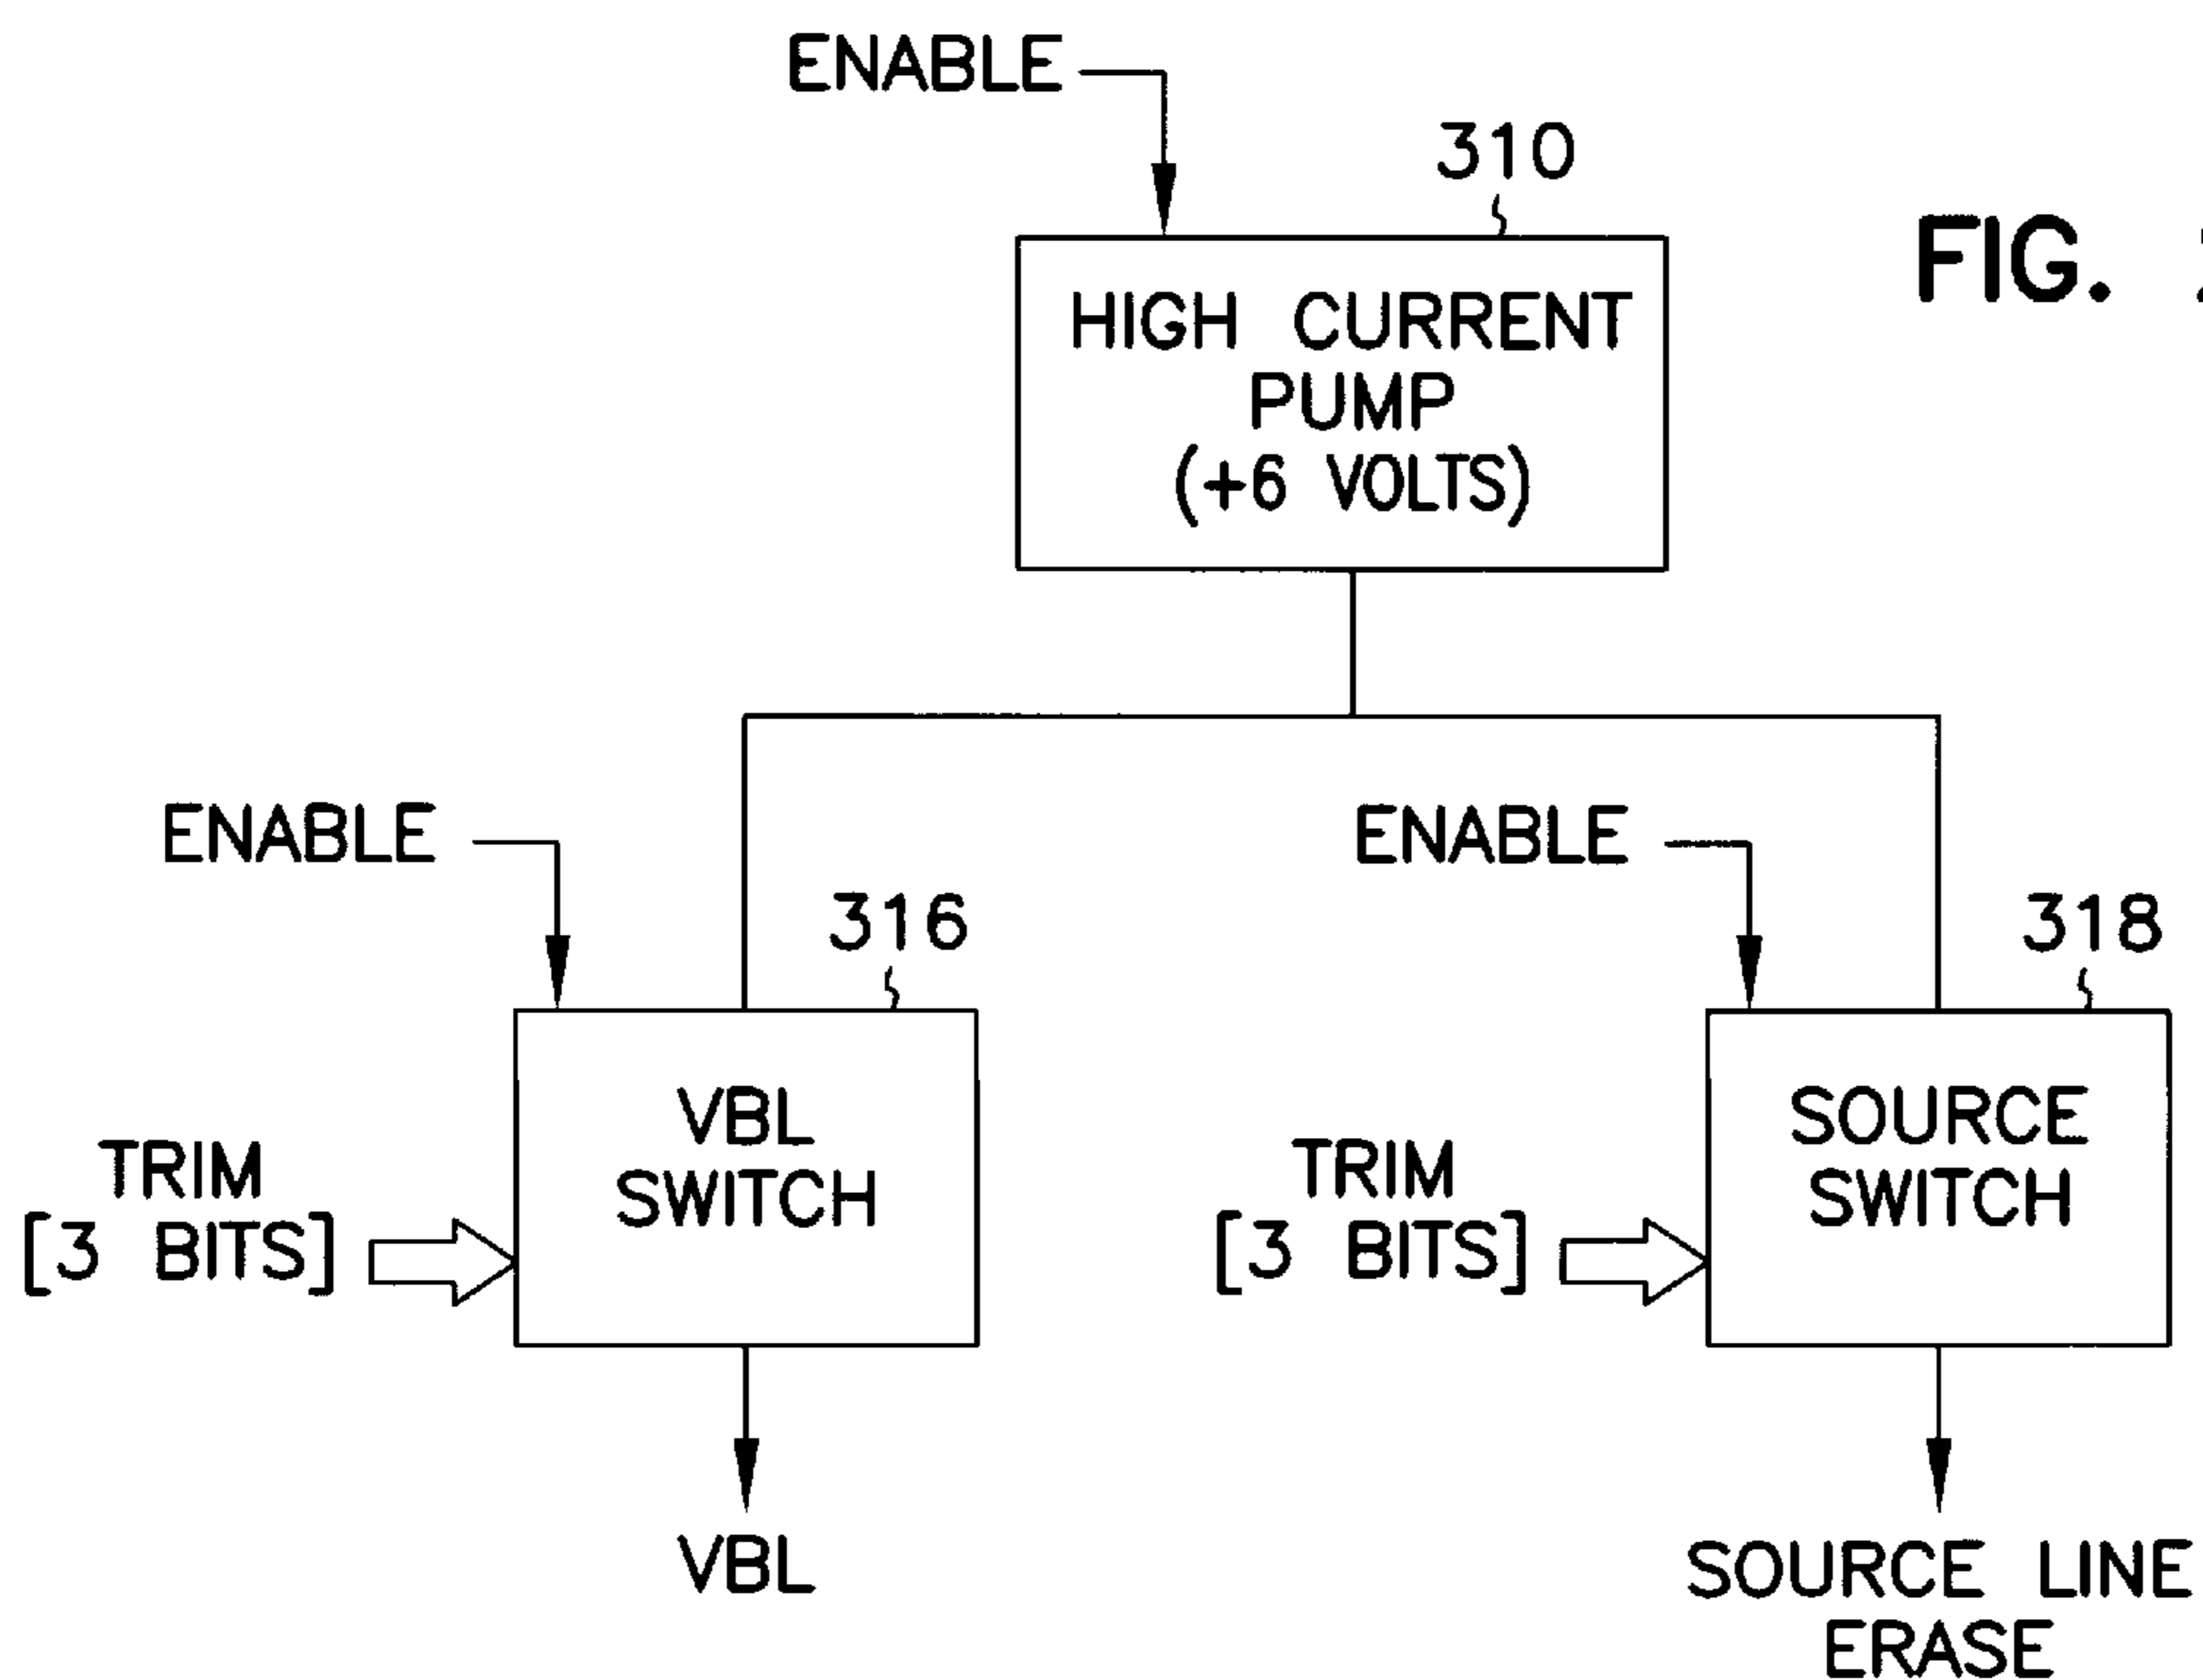 ENABLE
310
FIG.
HIGH CURRENT
PUMP
(+6 VOLTS)
ENABLE
ENABLE
316
318
VBL
SWITCH
SOURCE
SWITCH
TRIM
[3 BITS]
TRIM
[3 BITS]
VBL
SOURCE LINE
ERASE